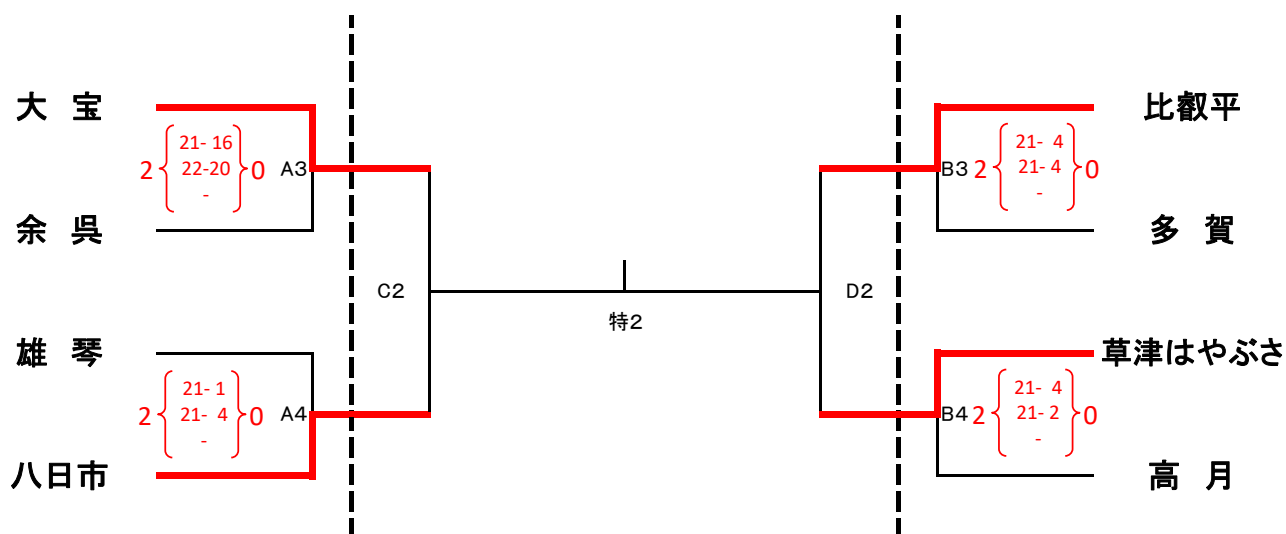 大 宝
2 21- 16 0 A3
22-20
-
余 呉
雄 琴
2 21- 1 0 A4
21- 4
-
八日市
C2
特2
D2
比叡平
B3 2 21- 4 0
21- 4
-
多 賀
草津はやぶさ
B4 2 21- 4 0
21- 2
-
高 月